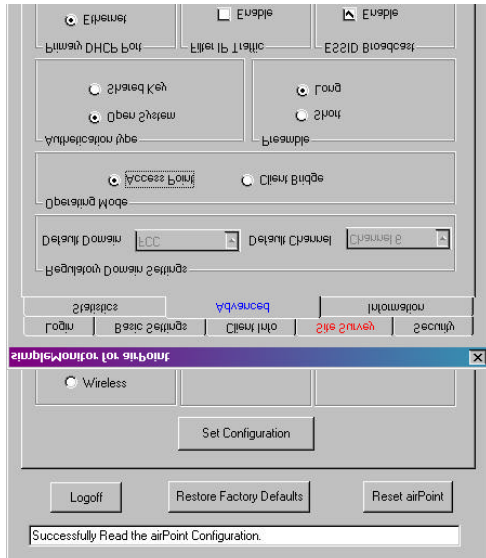 simpleMonitor for airPoint
Login Basic Settings Client Info Site Survey Security
Statistics Advanced Information
Regulatory Domain Settings
Default Domain FCC Default Channel Channel 6
Operating Mode
Access Point Client Bridge
Authetication type Preamble
Open System Short
Shared Key Long
Primary DHCP Port Filter IP Traffic ESSID Broadcast
Ethernet Enable Enable
Wireless
Set Configuration
Logoff Restore Factory Defaults Reset airPoint
Successfully Read the airPoint Configuration.